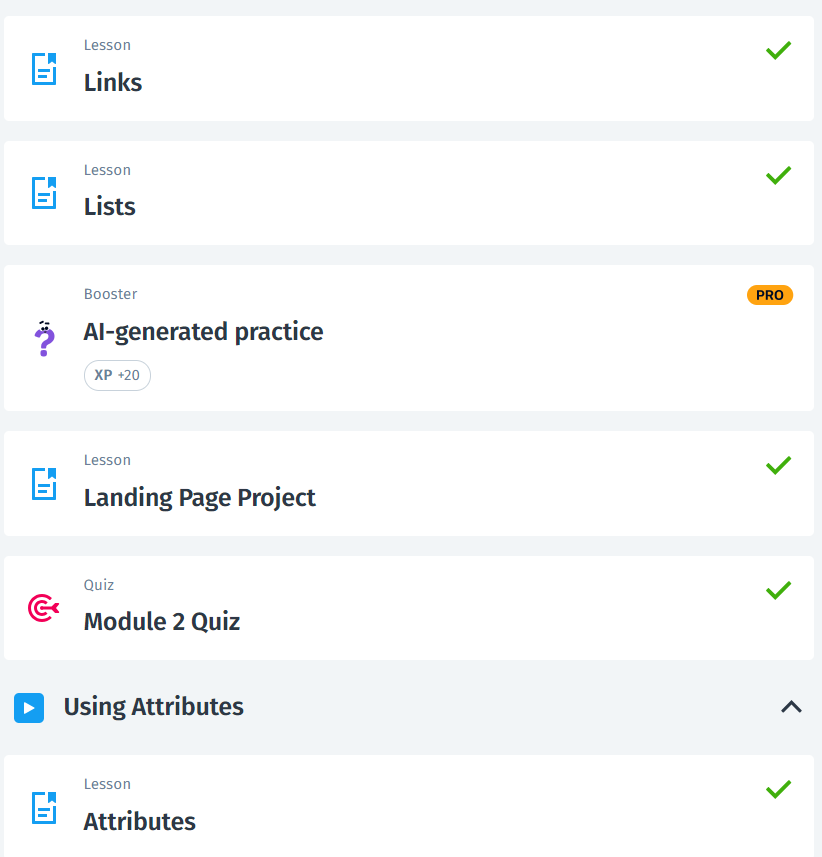 Lesson
Links
Lesson
Lists
Booster
PRO
AI-generated practice
XP +20
Lesson
Landing Page Project
Quiz
Module 2 Quiz
Using Attributes
Lesson
Attributes